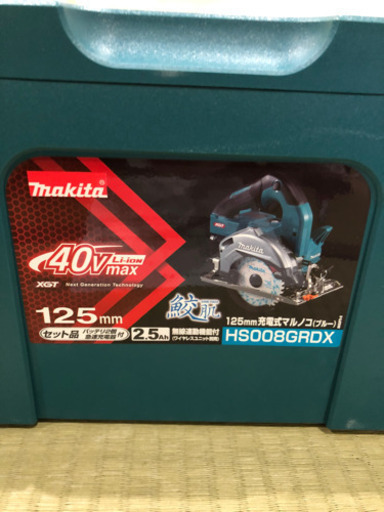 makita
40Vmax
Li-ion
XGT Next Generation Technology
125mm
セット品 バッテリ2個 急速充電器 付
2.5Ah
鮫肌
無線連動機能付
(ワイヤレスユニット別売)
125mm充電式マルノコ(ブルー)
HS008GRDX
makita